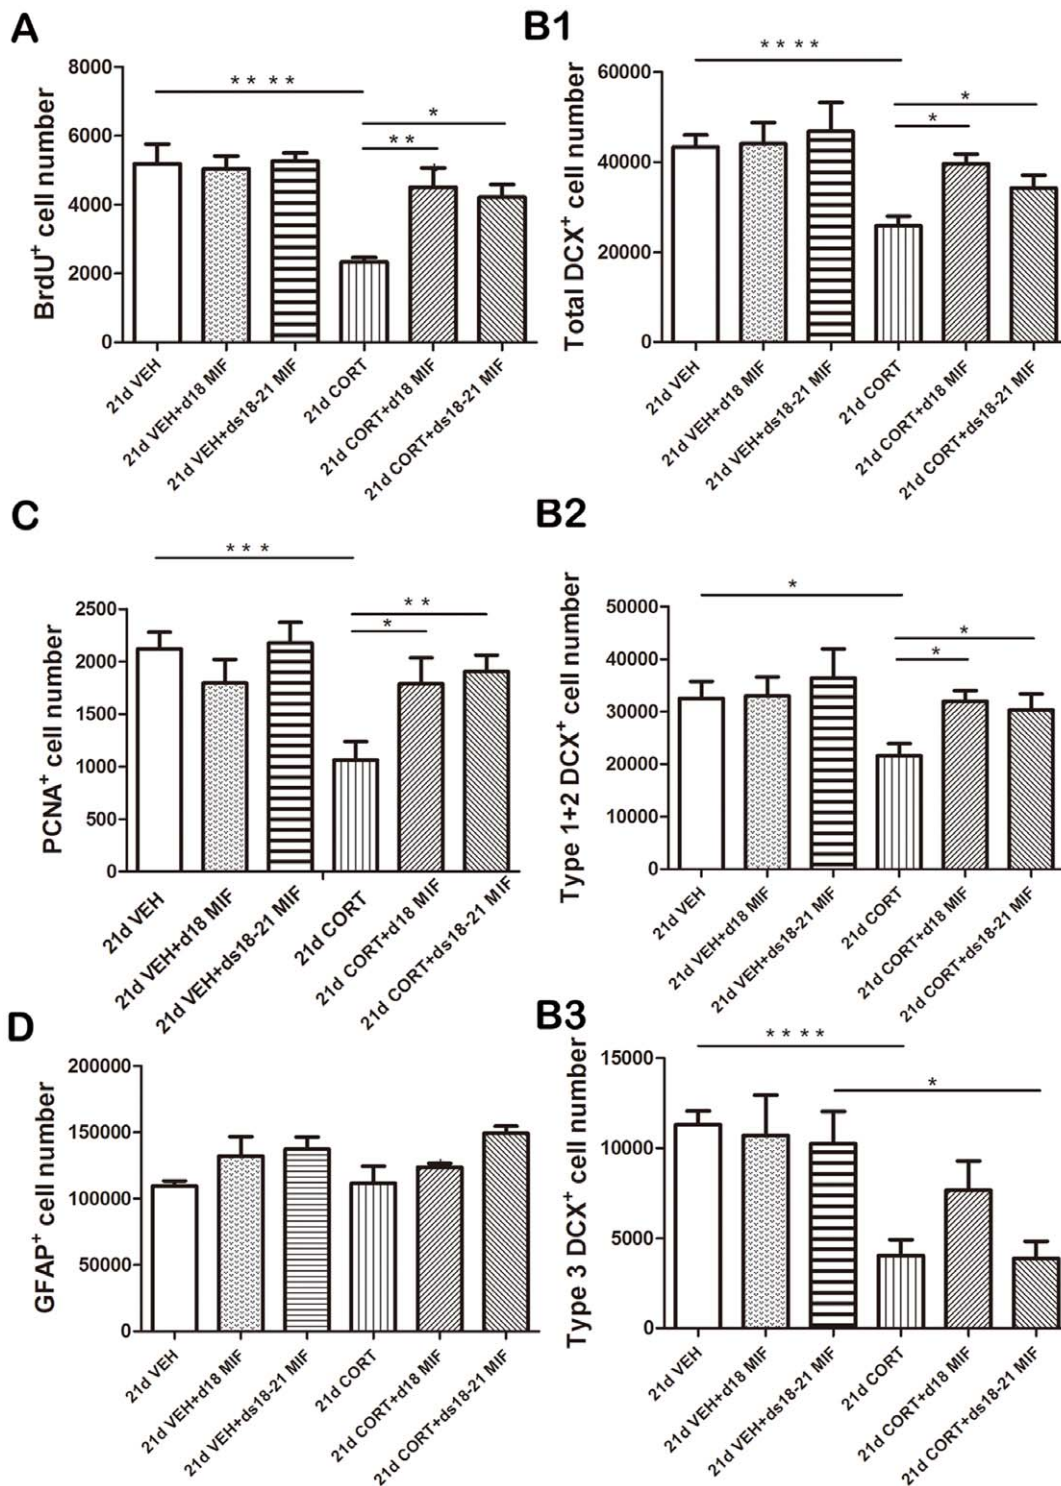 A
BrdU⁺ cell number
8000
6000
4000
2000
0
* * * *
*
* *
21d VEH
21d VEH+d18 MIF
21d VEH+ds18-21 MIF
21d CORT
21d CORT+d18 MIF
21d CORT+ds18-21 MIF
B1
Total DCX⁺ cell number
60000
40000
20000
0
* * * *
*
*
21d VEH
21d VEH+d18 MIF
21d VEH+ds18-21 MIF
21d CORT
21d CORT+d18 MIF
21d CORT+ds18-21 MIF
C
PCNA⁺ cell number
2500
2000
1500
1000
500
0
* * *
* *
*
21d VEH
21d VEH+d18 MIF
21d VEH+ds18-21 MIF
21d CORT
21d CORT+d18 MIF
21d CORT+ds18-21 MIF
B2
Type 1+2 DCX⁺ cell number
50000
40000
30000
20000
10000
0
*
*
*
21d VEH
21d VEH+d18 MIF
21d VEH+ds18-21 MIF
21d CORT
21d CORT+d18 MIF
21d CORT+ds18-21 MIF
D
GFAP⁺ cell number
200000
150000
100000
50000
0
21d VEH
21d VEH+d18 MIF
21d VEH+ds18-21 MIF
21d CORT
21d CORT+d18 MIF
21d CORT+ds18-21 MIF
B3
Type 3 DCX⁺ cell number
15000
10000
5000
0
* * * *
*
21d VEH
21d VEH+d18 MIF
21d VEH+ds18-21 MIF
21d CORT
21d CORT+d18 MIF
21d CORT+ds18-21 MIF